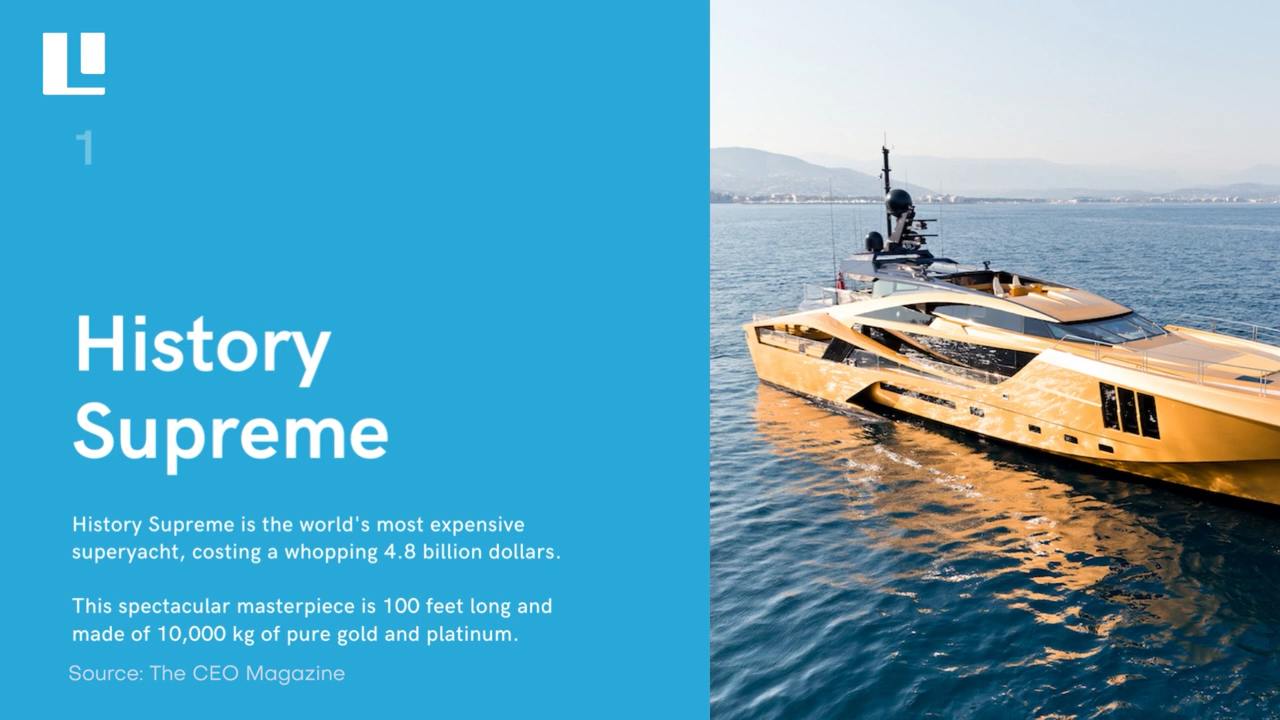 1
History
Supreme
History Supreme is the world's most expensive
superyacht, costing a whopping 4.8 billion dollars.
This spectacular masterpiece is 100 feet long and
made of 10,000 kg of pure gold and platinum.
Source: The CEO Magazine